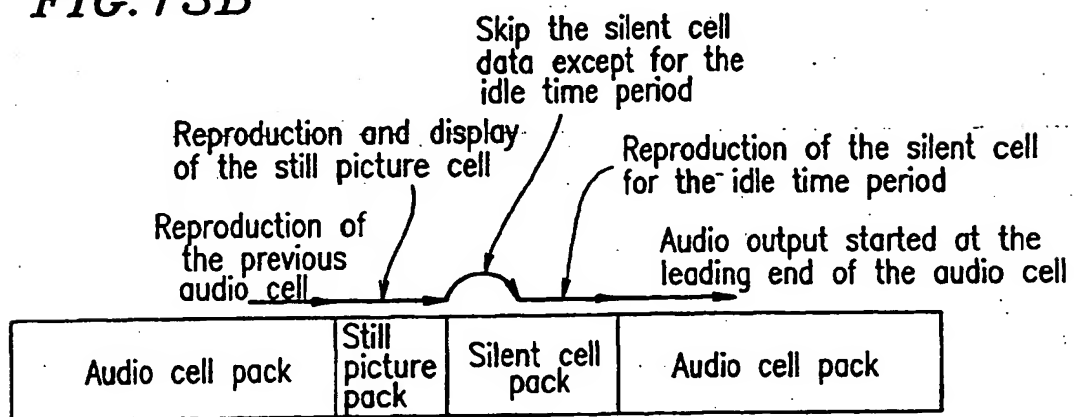 FIG. 13B
Skip the silent cell
data except for the
idle time period
Reproduction and display
of the still picture cell
Reproduction of the silent cell
for the idle time period
Reproduction of
the previous
audio cell
Audio output started at the
leading end of the audio cell
Audio cell pack
Still
picture
pack
Silent cell
pack
Audio cell pack